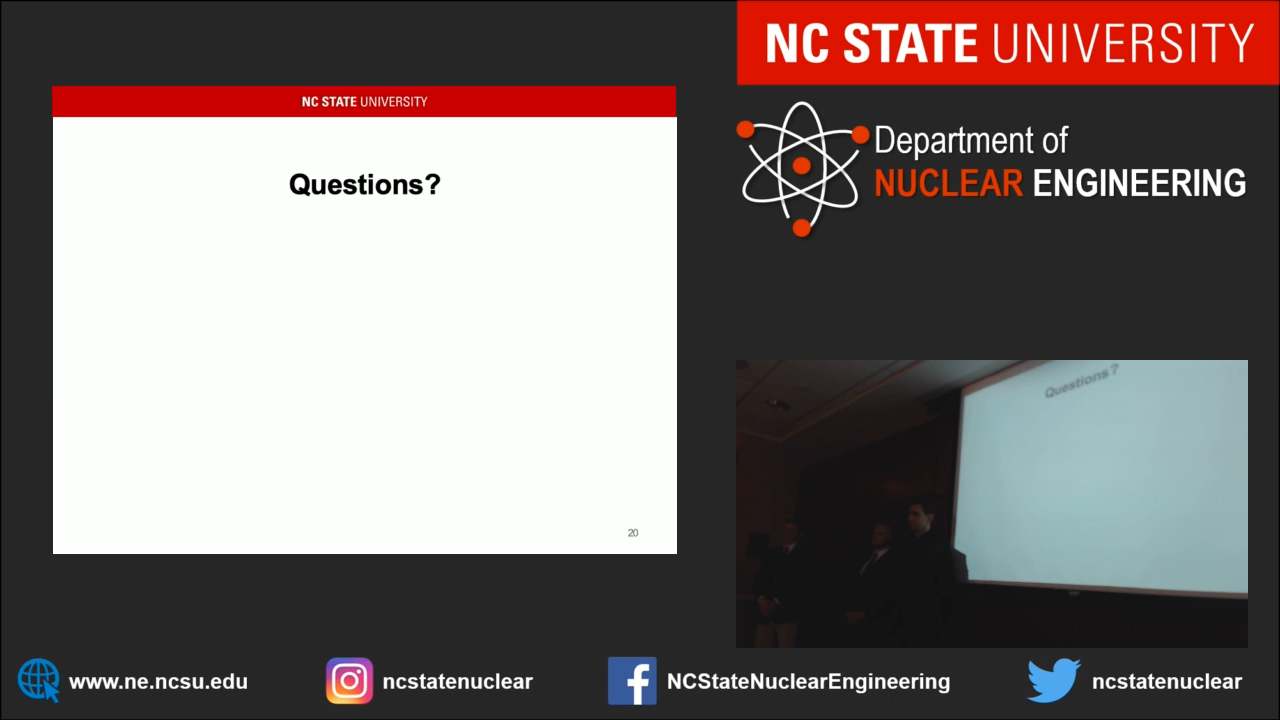 NC STATE UNIVERSITY
NC STATE UNIVERSITY
Department of
NUCLEAR ENGINEERING
Questions?
20
Questions?
www.ne.ncsu.edu
ncstatenuclear
NCStateNuclearEngineering
ncstatenuclear